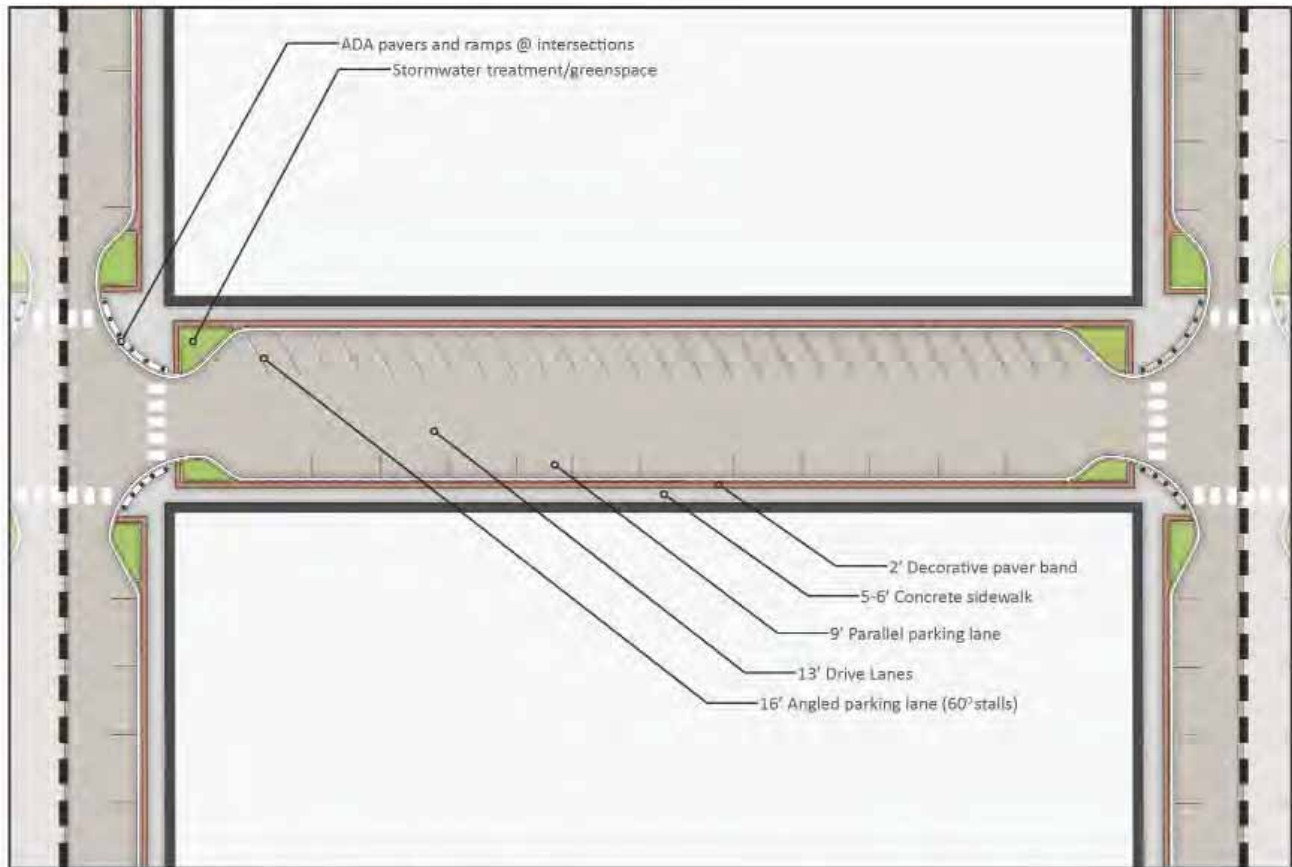 ADA pavers and ramps @ intersections
Stormwater treatment/greenspace
2' Decorative paver band
5-6' Concrete sidewalk
9' Parallel parking lane
13' Drive Lanes
16' Angled parking lane (60° stalls)